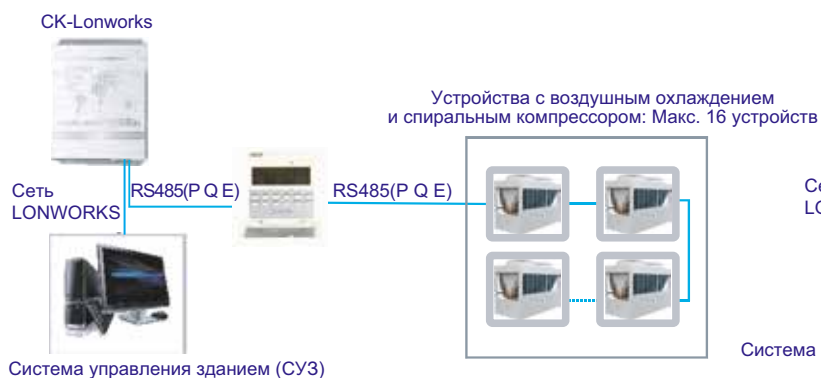 CK-Lonworks
Устройства с воздушным охлаждением
и спиральным компрессором: Макс. 16 устройств
Сеть
LONWORKS
RS485(P Q E)
RS485(P Q E)
Система управления зданием (СУЗ)
Система